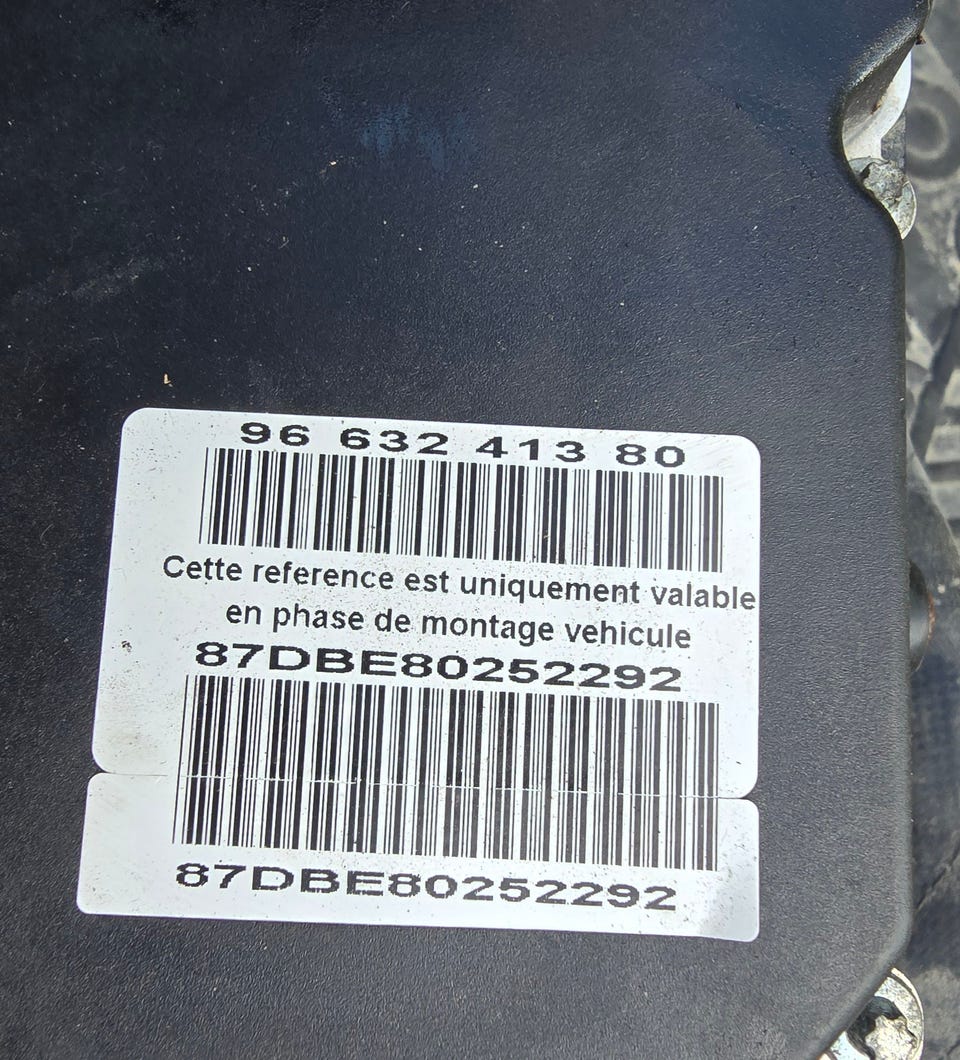 96 632 413 80
Cette reference est uniquement valable
en phase de montage vehicule
87DBE80252292
87DBE80252292